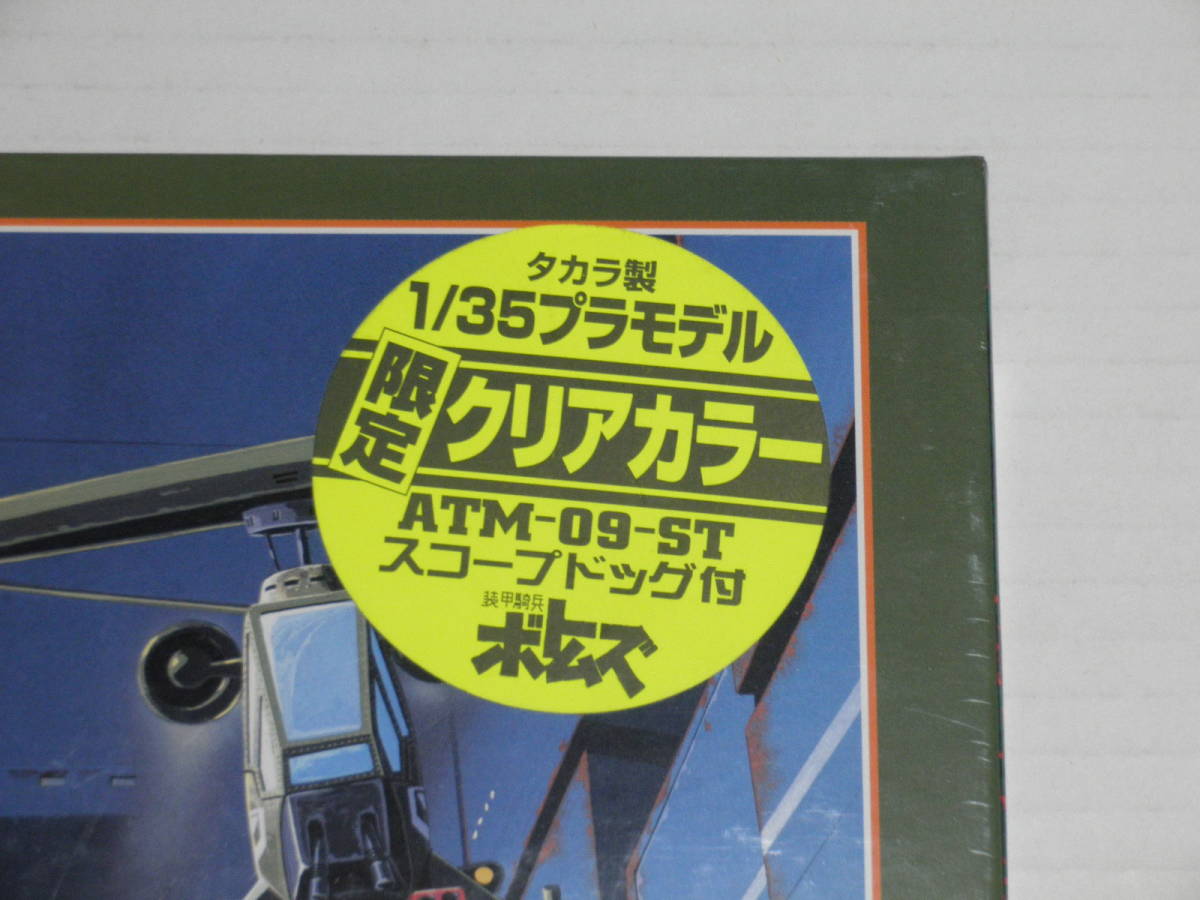 タカラ製
1/35プラモデル
限定
クリアカラー
ATM-09-ST
スコープドッグ付
装甲騎兵
ボトムズ